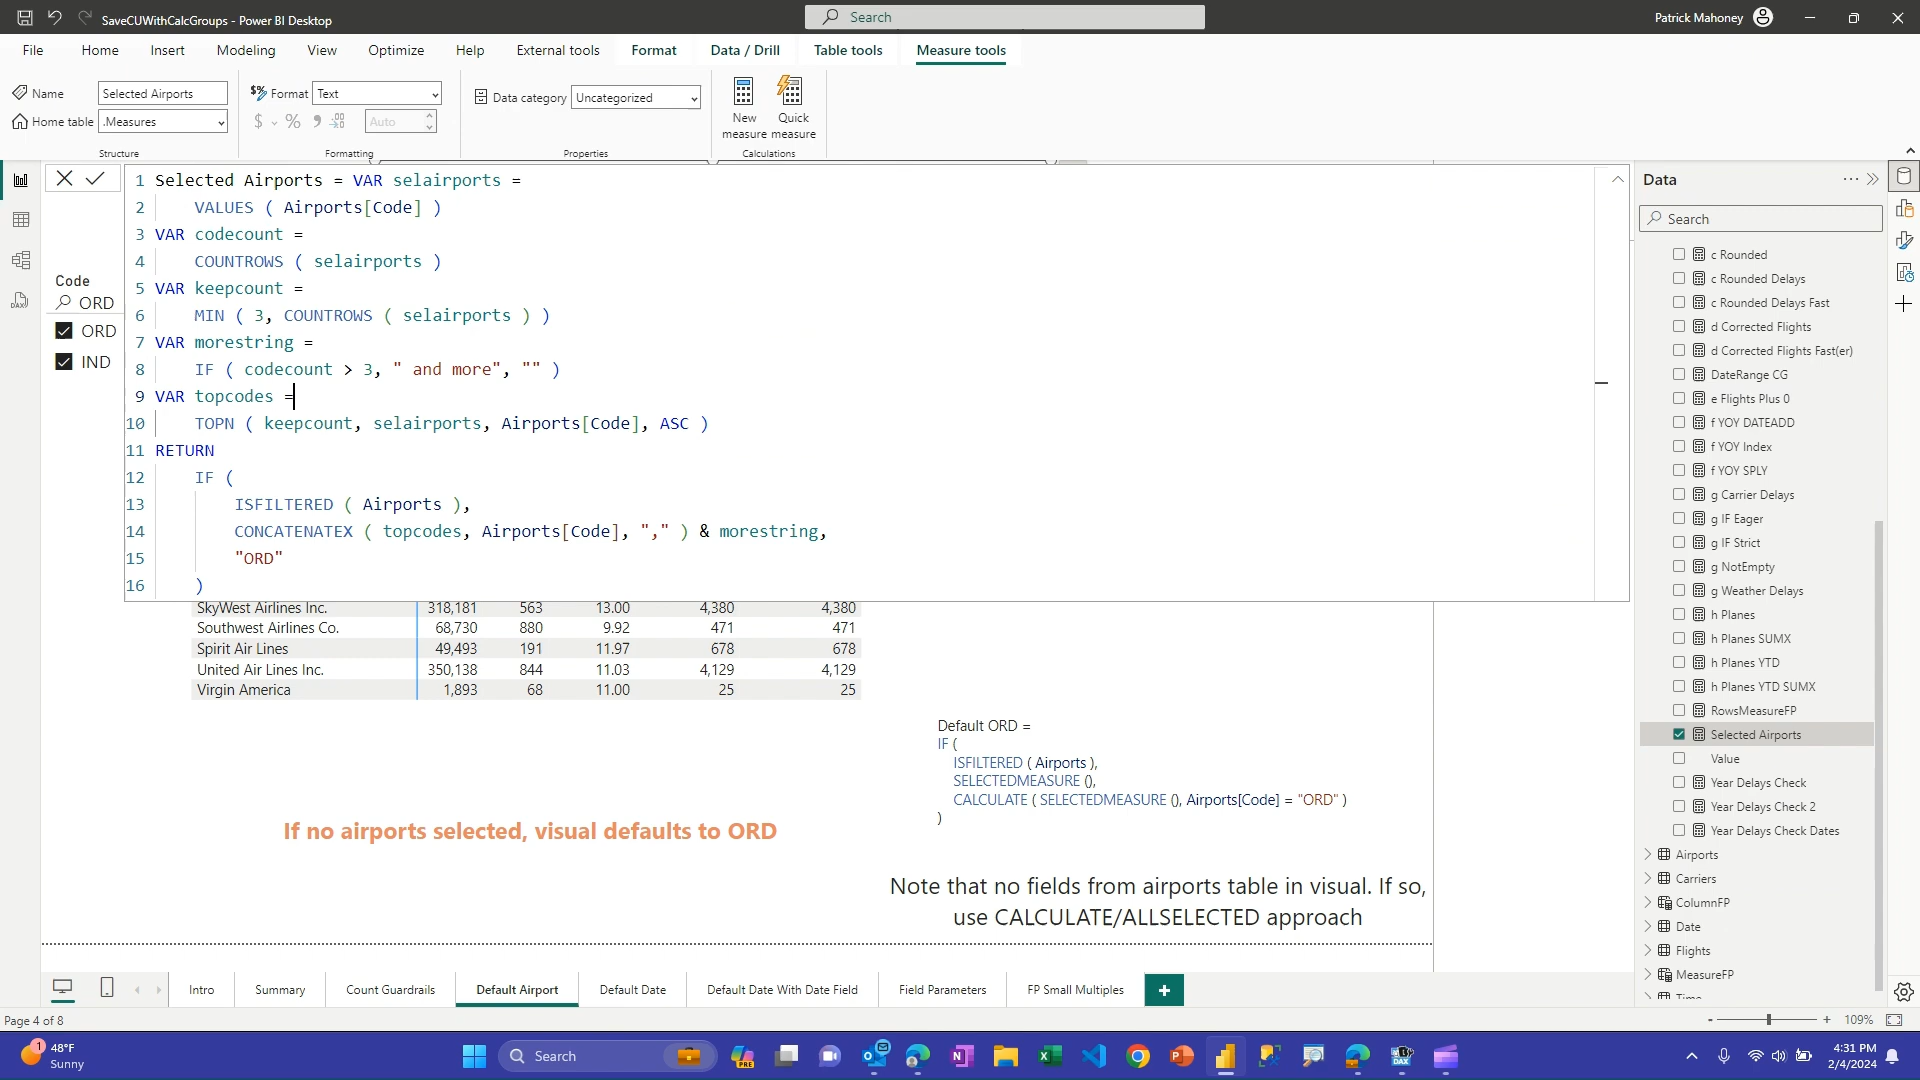 SaveCUWithCalcGroups - Power BI Desktop
Search
Patrick Mahoney
File
Home
Insert
Modeling
View
Optimize
Help
External tools
Format
Data / Drill
Table tools
Measure tools
Name
Selected Airports
Home table
.Measures
Structure
Format
Text
$
%
Auto
Formatting
Data category
Uncategorized
Properties
New measure
Quick measure
Calculations
Code
ORD
ORD
IND
1 Selected Airports = VAR selairports =
2 VALUES ( Airports[Code] )
3 VAR codecount =
4 COUNTROWS ( selairports )
5 VAR keepcount =
6 MIN ( 3, COUNTROWS ( selairports ) )
7 VAR morestring =
8 IF ( codecount > 3, " and more", "" )
9 VAR topcodes =
10 TOPN ( keepcount, selairports, Airports[Code], ASC )
11 RETURN
12 IF (
13 ISFILTERED ( Airports ),
14 CONCATENATEX ( topcodes, Airports[Code], "," ) & morestring,
15 "ORD"
16 )
SkyWest Airlines Inc. 318,181 563 13.00 4,380 4,380
Southwest Airlines Co. 68,730 880 9.92 471 471
Spirit Air Lines 49,493 191 11.97 678 678
United Air Lines Inc. 350,138 844 11.03 4,129 4,129
Virgin America 1,893 68 11.00 25 25
If no airports selected, visual defaults to ORD
Default ORD =
IF (
ISFILTERED ( Airports ),
SELECTEDMEASURE (),
CALCULATE ( SELECTEDMEASURE (), Airports[Code] = "ORD" )
)
Note that no fields from airports table in visual. If so,
use CALCULATE/ALLSELECTED approach
Data
Search
c Rounded
c Rounded Delays
c Rounded Delays Fast
d Corrected Flights
d Corrected Flights Fast(er)
DateRange CG
e Flights Plus 0
f YOY DATEADD
f YOY Index
f YOY SPLY
g Carrier Delays
g IF Eager
g IF Strict
g NotEmpty
g Weather Delays
h Planes
h Planes SUMX
h Planes YTD
h Planes YTD SUMX
RowsMeasureFP
Selected Airports
Value
Year Delays Check
Year Delays Check 2
Year Delays Check Dates
Airports
Carriers
ColumnFP
Date
Flights
MeasureFP
Time
Intro
Summary
Count Guardrails
Default Airport
Default Date
Default Date With Date Field
Field Parameters
FP Small Multiples
+
Page 4 of 8
- + 109%
1
48°F
Sunny
Search
PRE
DAX
4:31 PM
2/4/2024